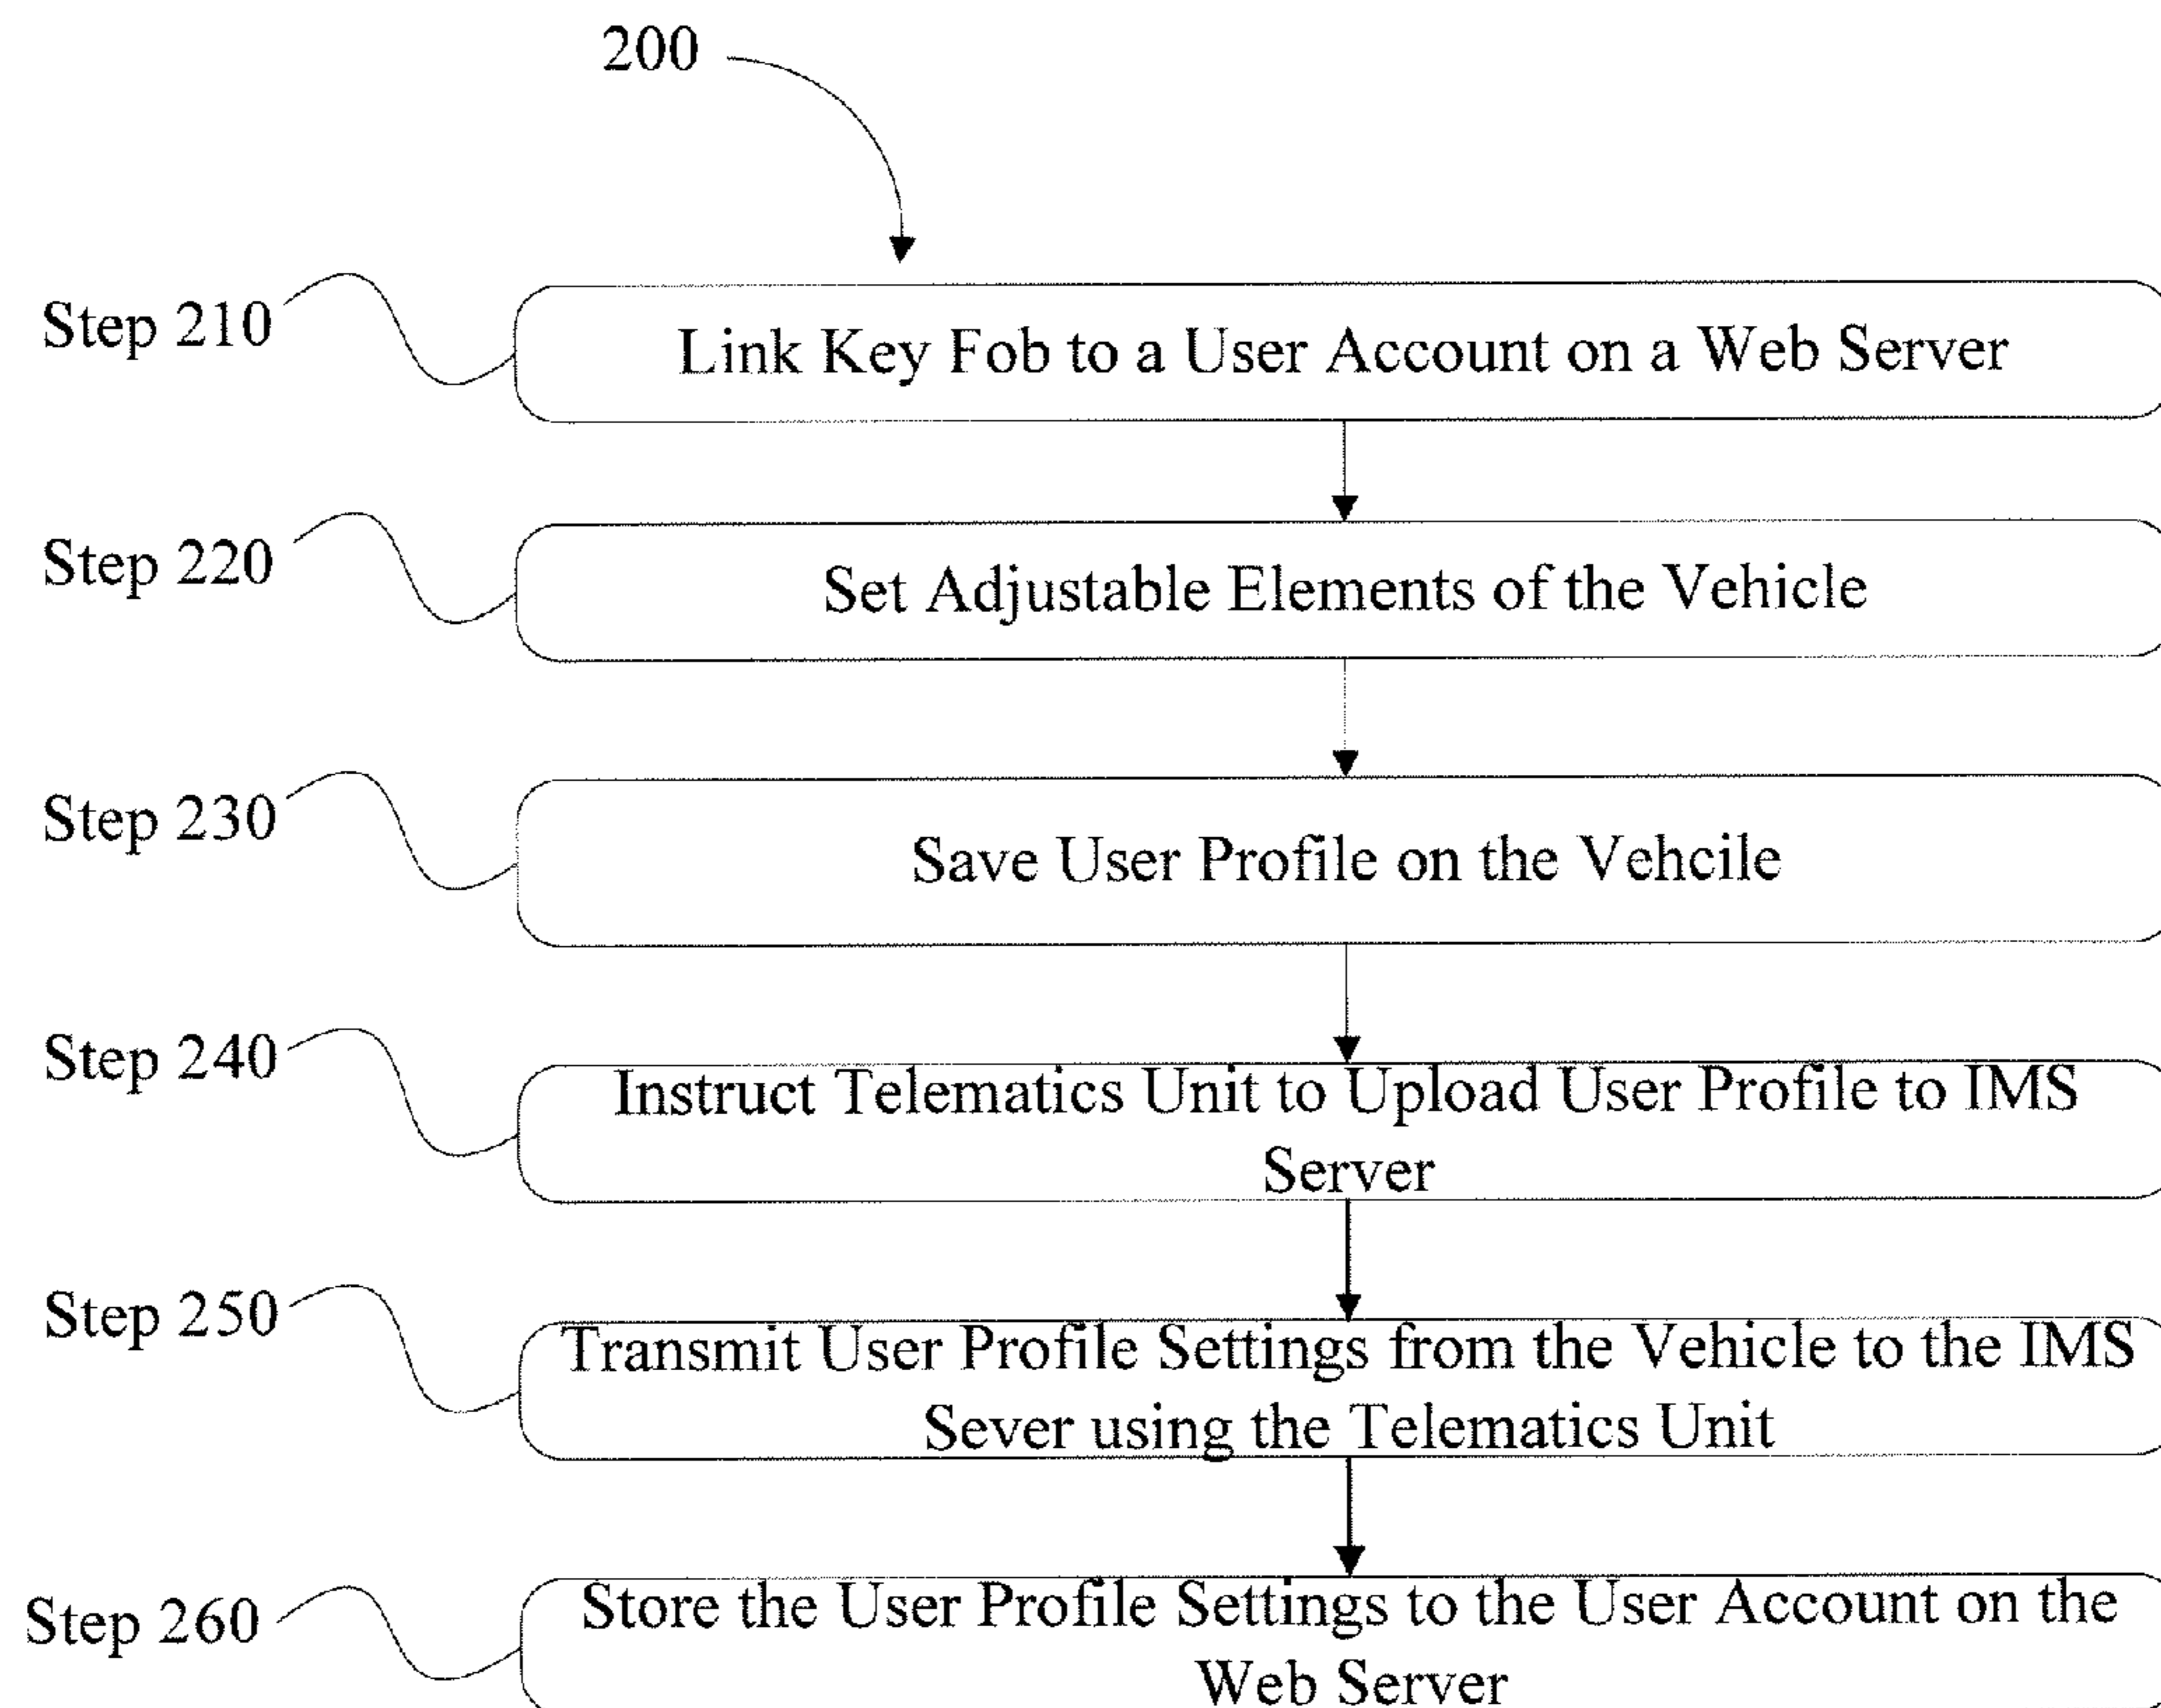 200
Step 210
Link Key Fob to a User Account on a Web Server
Step 220
Set Adjustable Elements of the Vehicle
Step 230
Save User Profile on the Vehcile
Step 240
Instruct Telematics Unit to Upload User Profile to IMS
Server
Step 250
Transmit User Profile Settings from the Vehicle to the IMS
Sever using the Telematics Unit
Step 260
Store the User Profile Settings to the User Account on the
Web Server